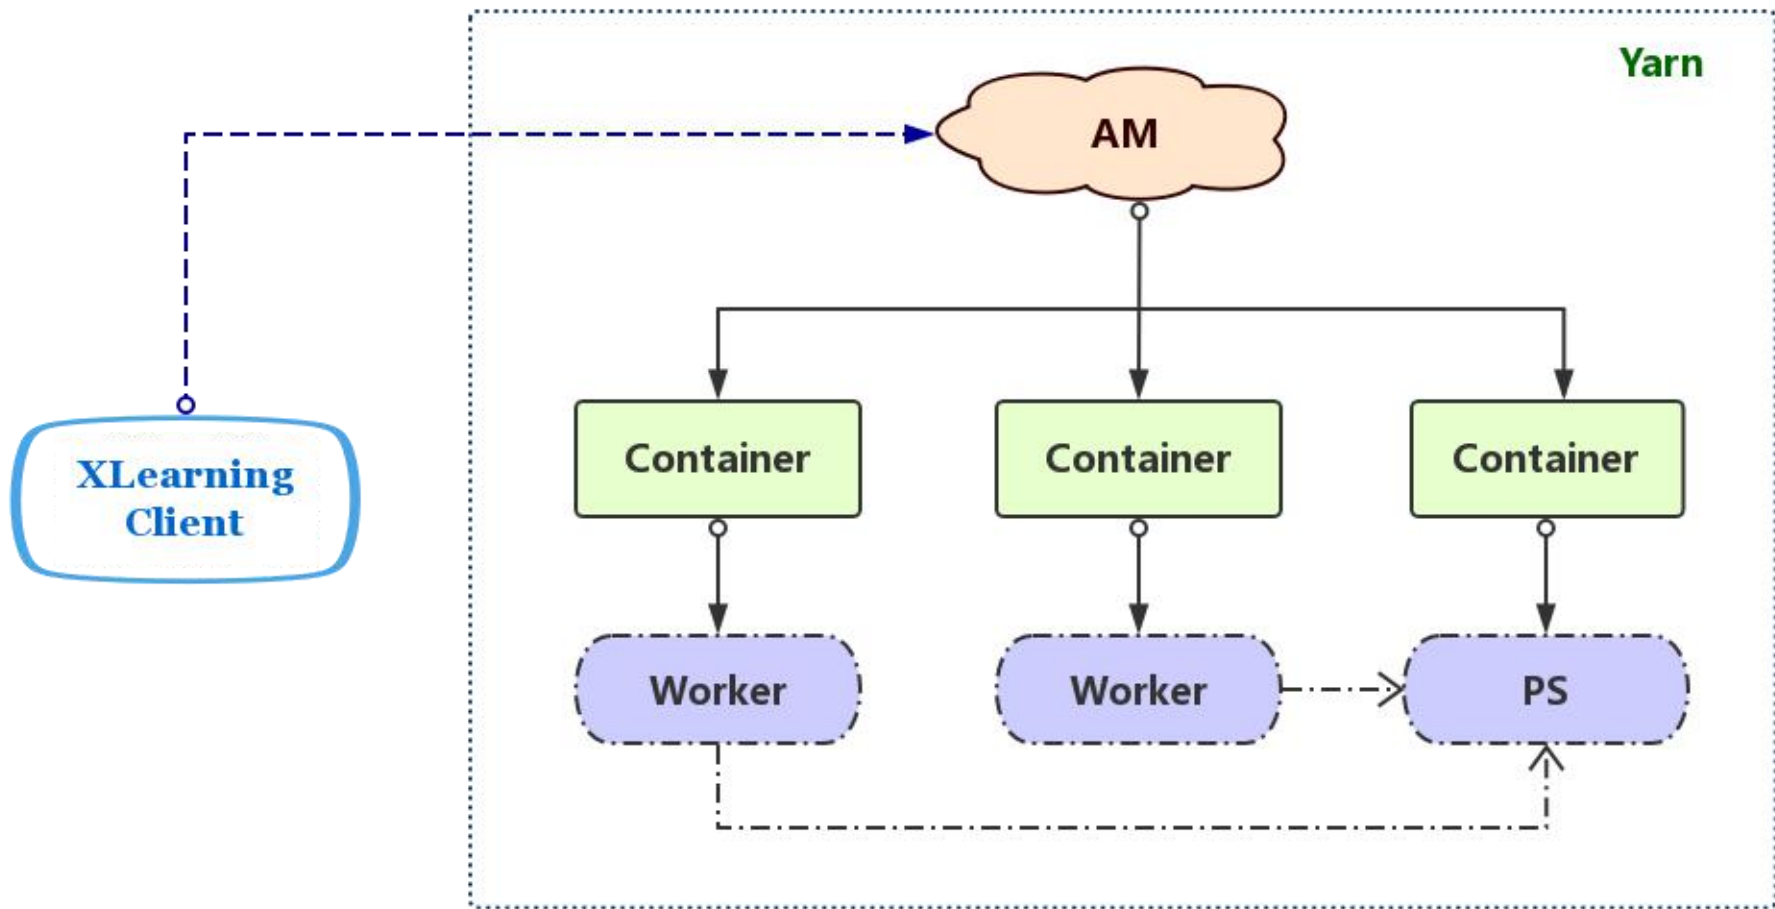 Yarn
AM
XLearning
Client
Container
Container
Container
Worker
Worker
PS